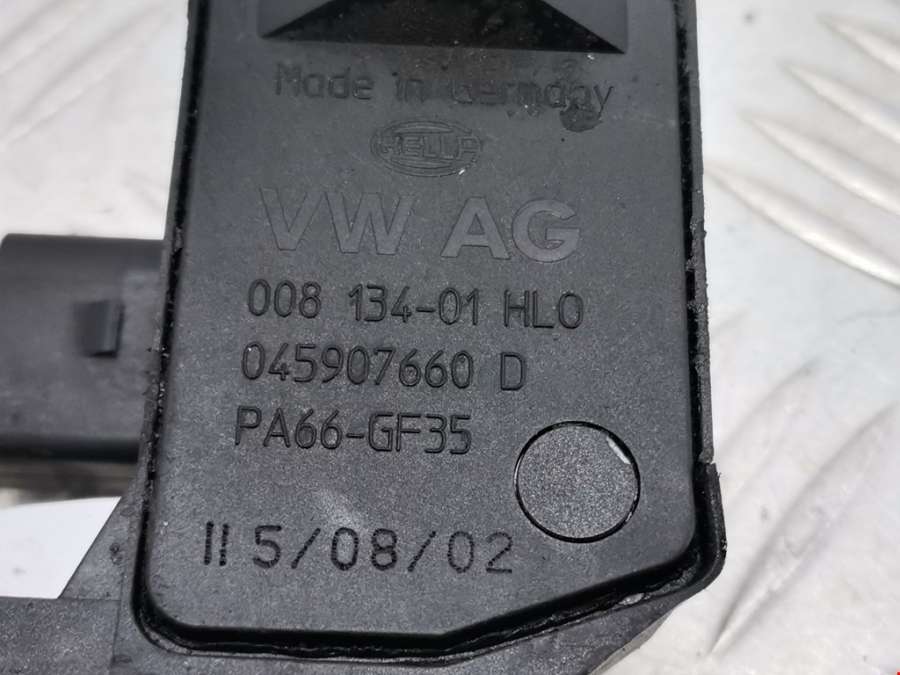 Made in Germany
HELLA
VW AG
008 134-01 HLO
045907660 D
PA66-GF35
II 5/08/02